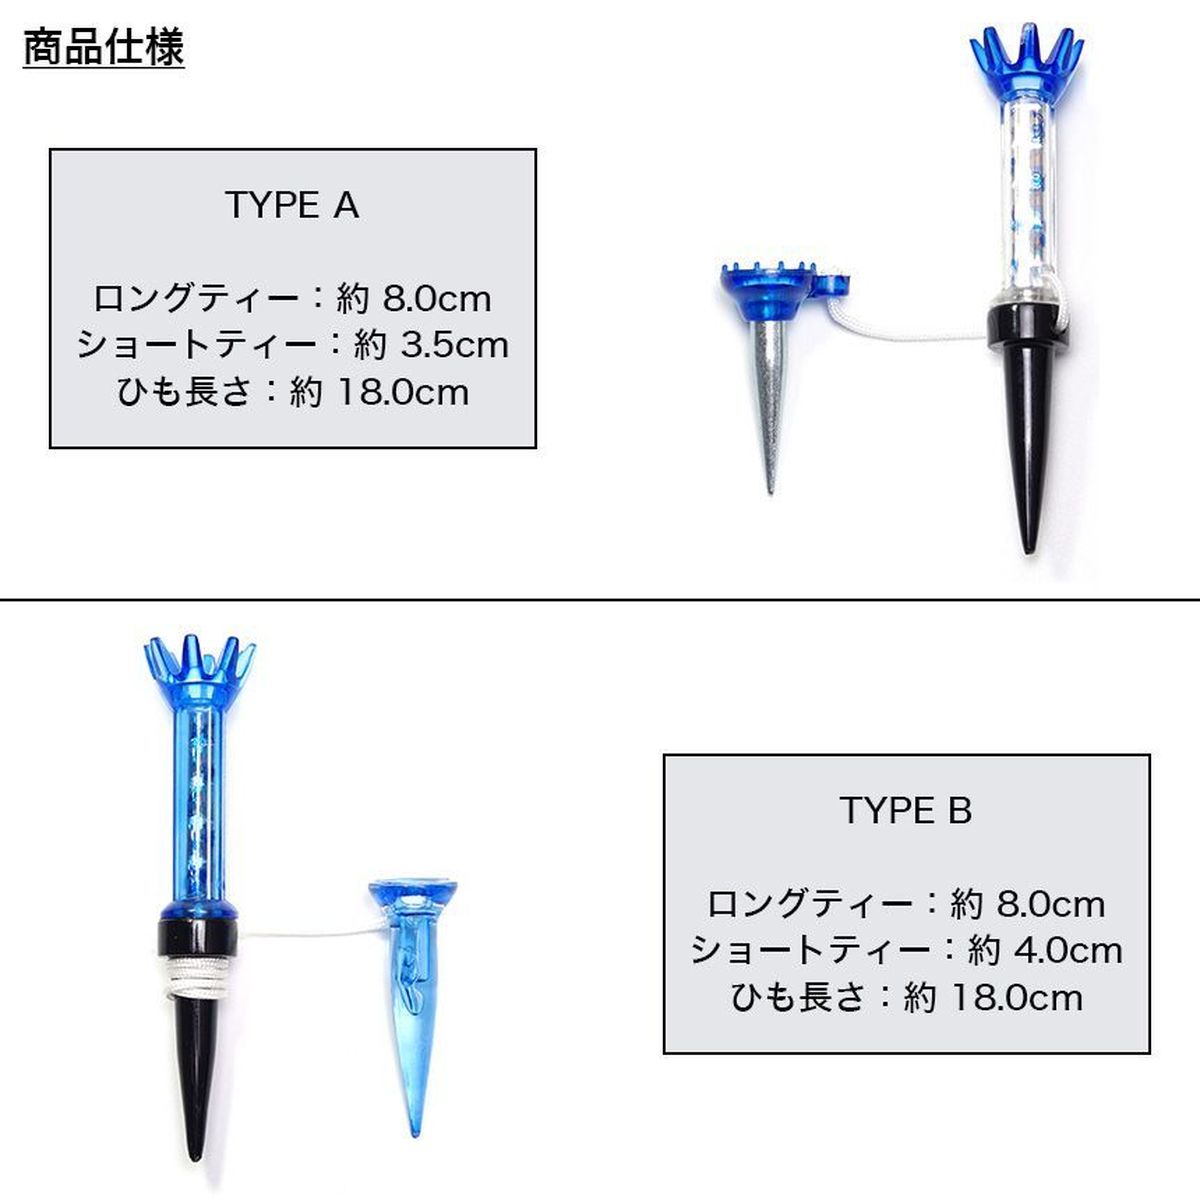 商品仕様
TYPE A
ロングティー：約 8.0cm
ショートティー：約 3.5cm
ひも長さ：約 18.0cm
TYPE B
ロングティー：約 8.0cm
ショートティー：約 4.0cm
ひも長さ：約 18.0cm